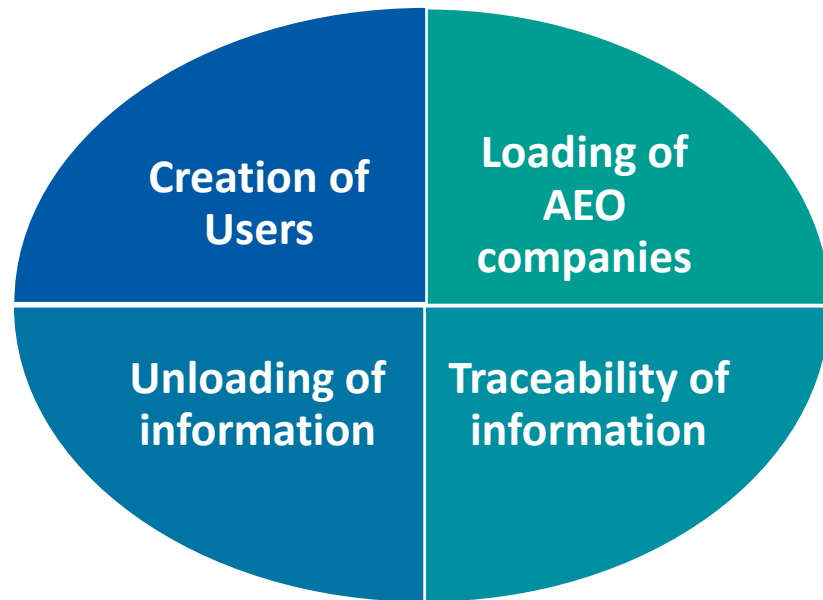 Creation of
Users
Loading of
AEO
companies
Unloading of
information
Traceability of
information